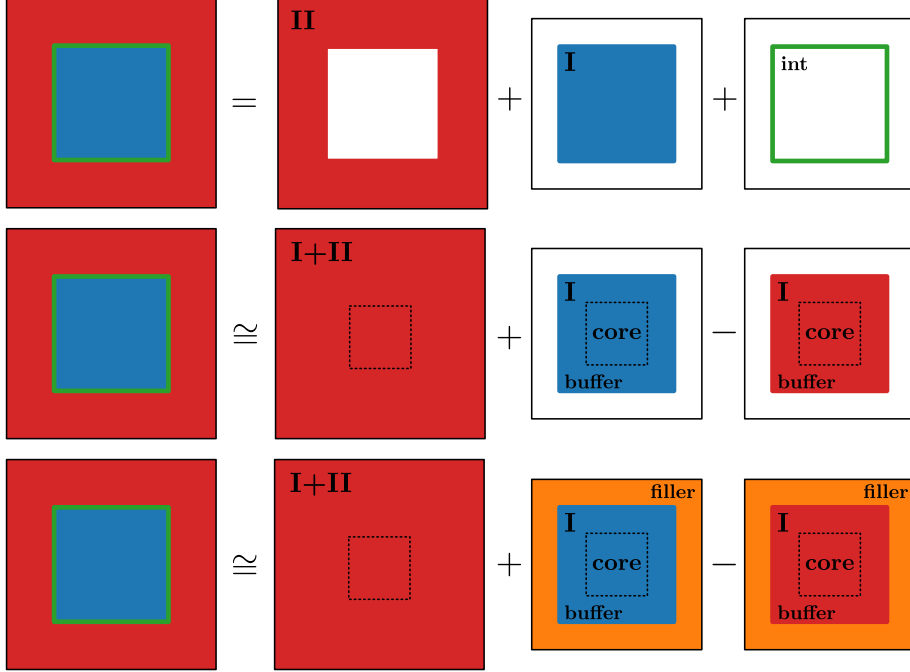 = II + I + int
≅ I+II + I core buffer − I core buffer
≅ I+II + filler I core buffer − filler I core buffer